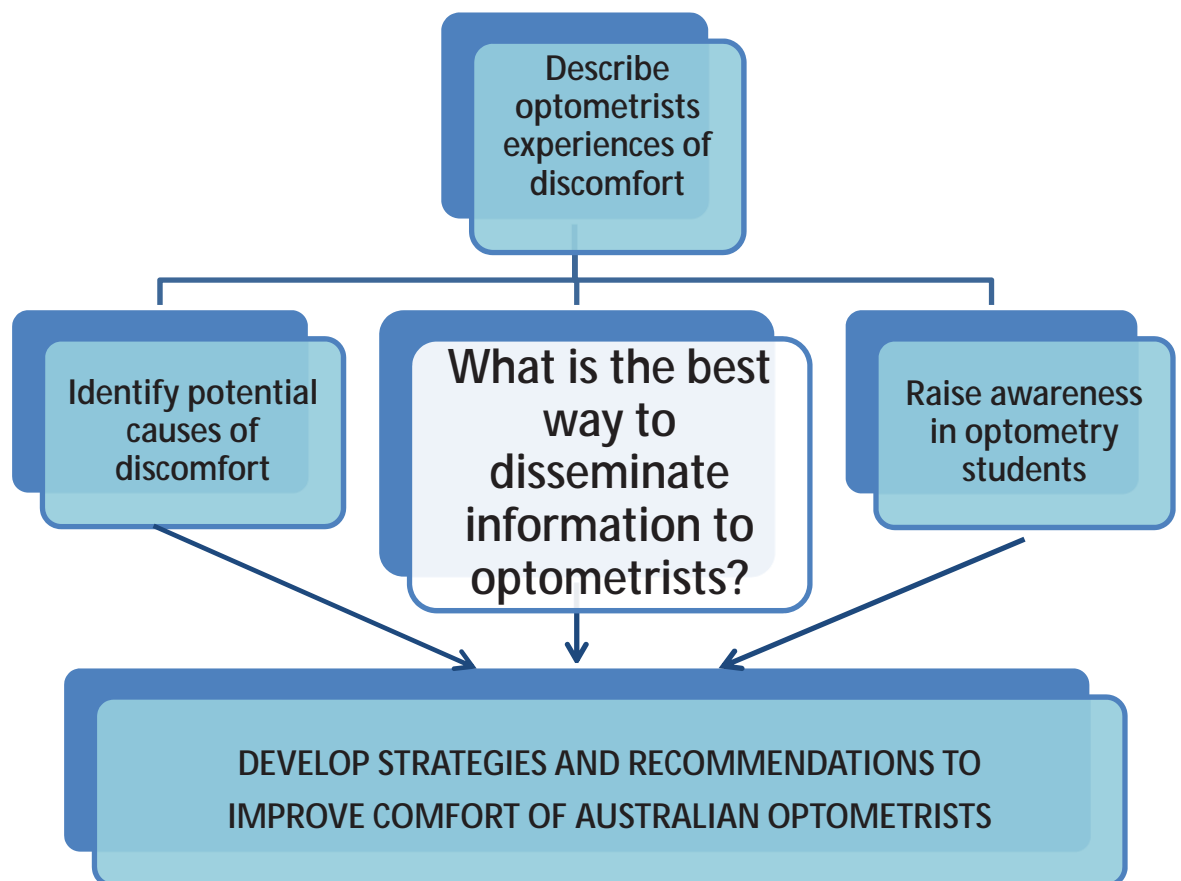 Describe
optometrists
experiences of
discomfort
Identify potential
causes of
discomfort
What is the best
way to
disseminate
information to
optometrists?
Raise awareness
in optometry
students
DEVELOP STRATEGIES AND RECOMMENDATIONS TO
IMPROVE COMFORT OF AUSTRALIAN OPTOMETRISTS